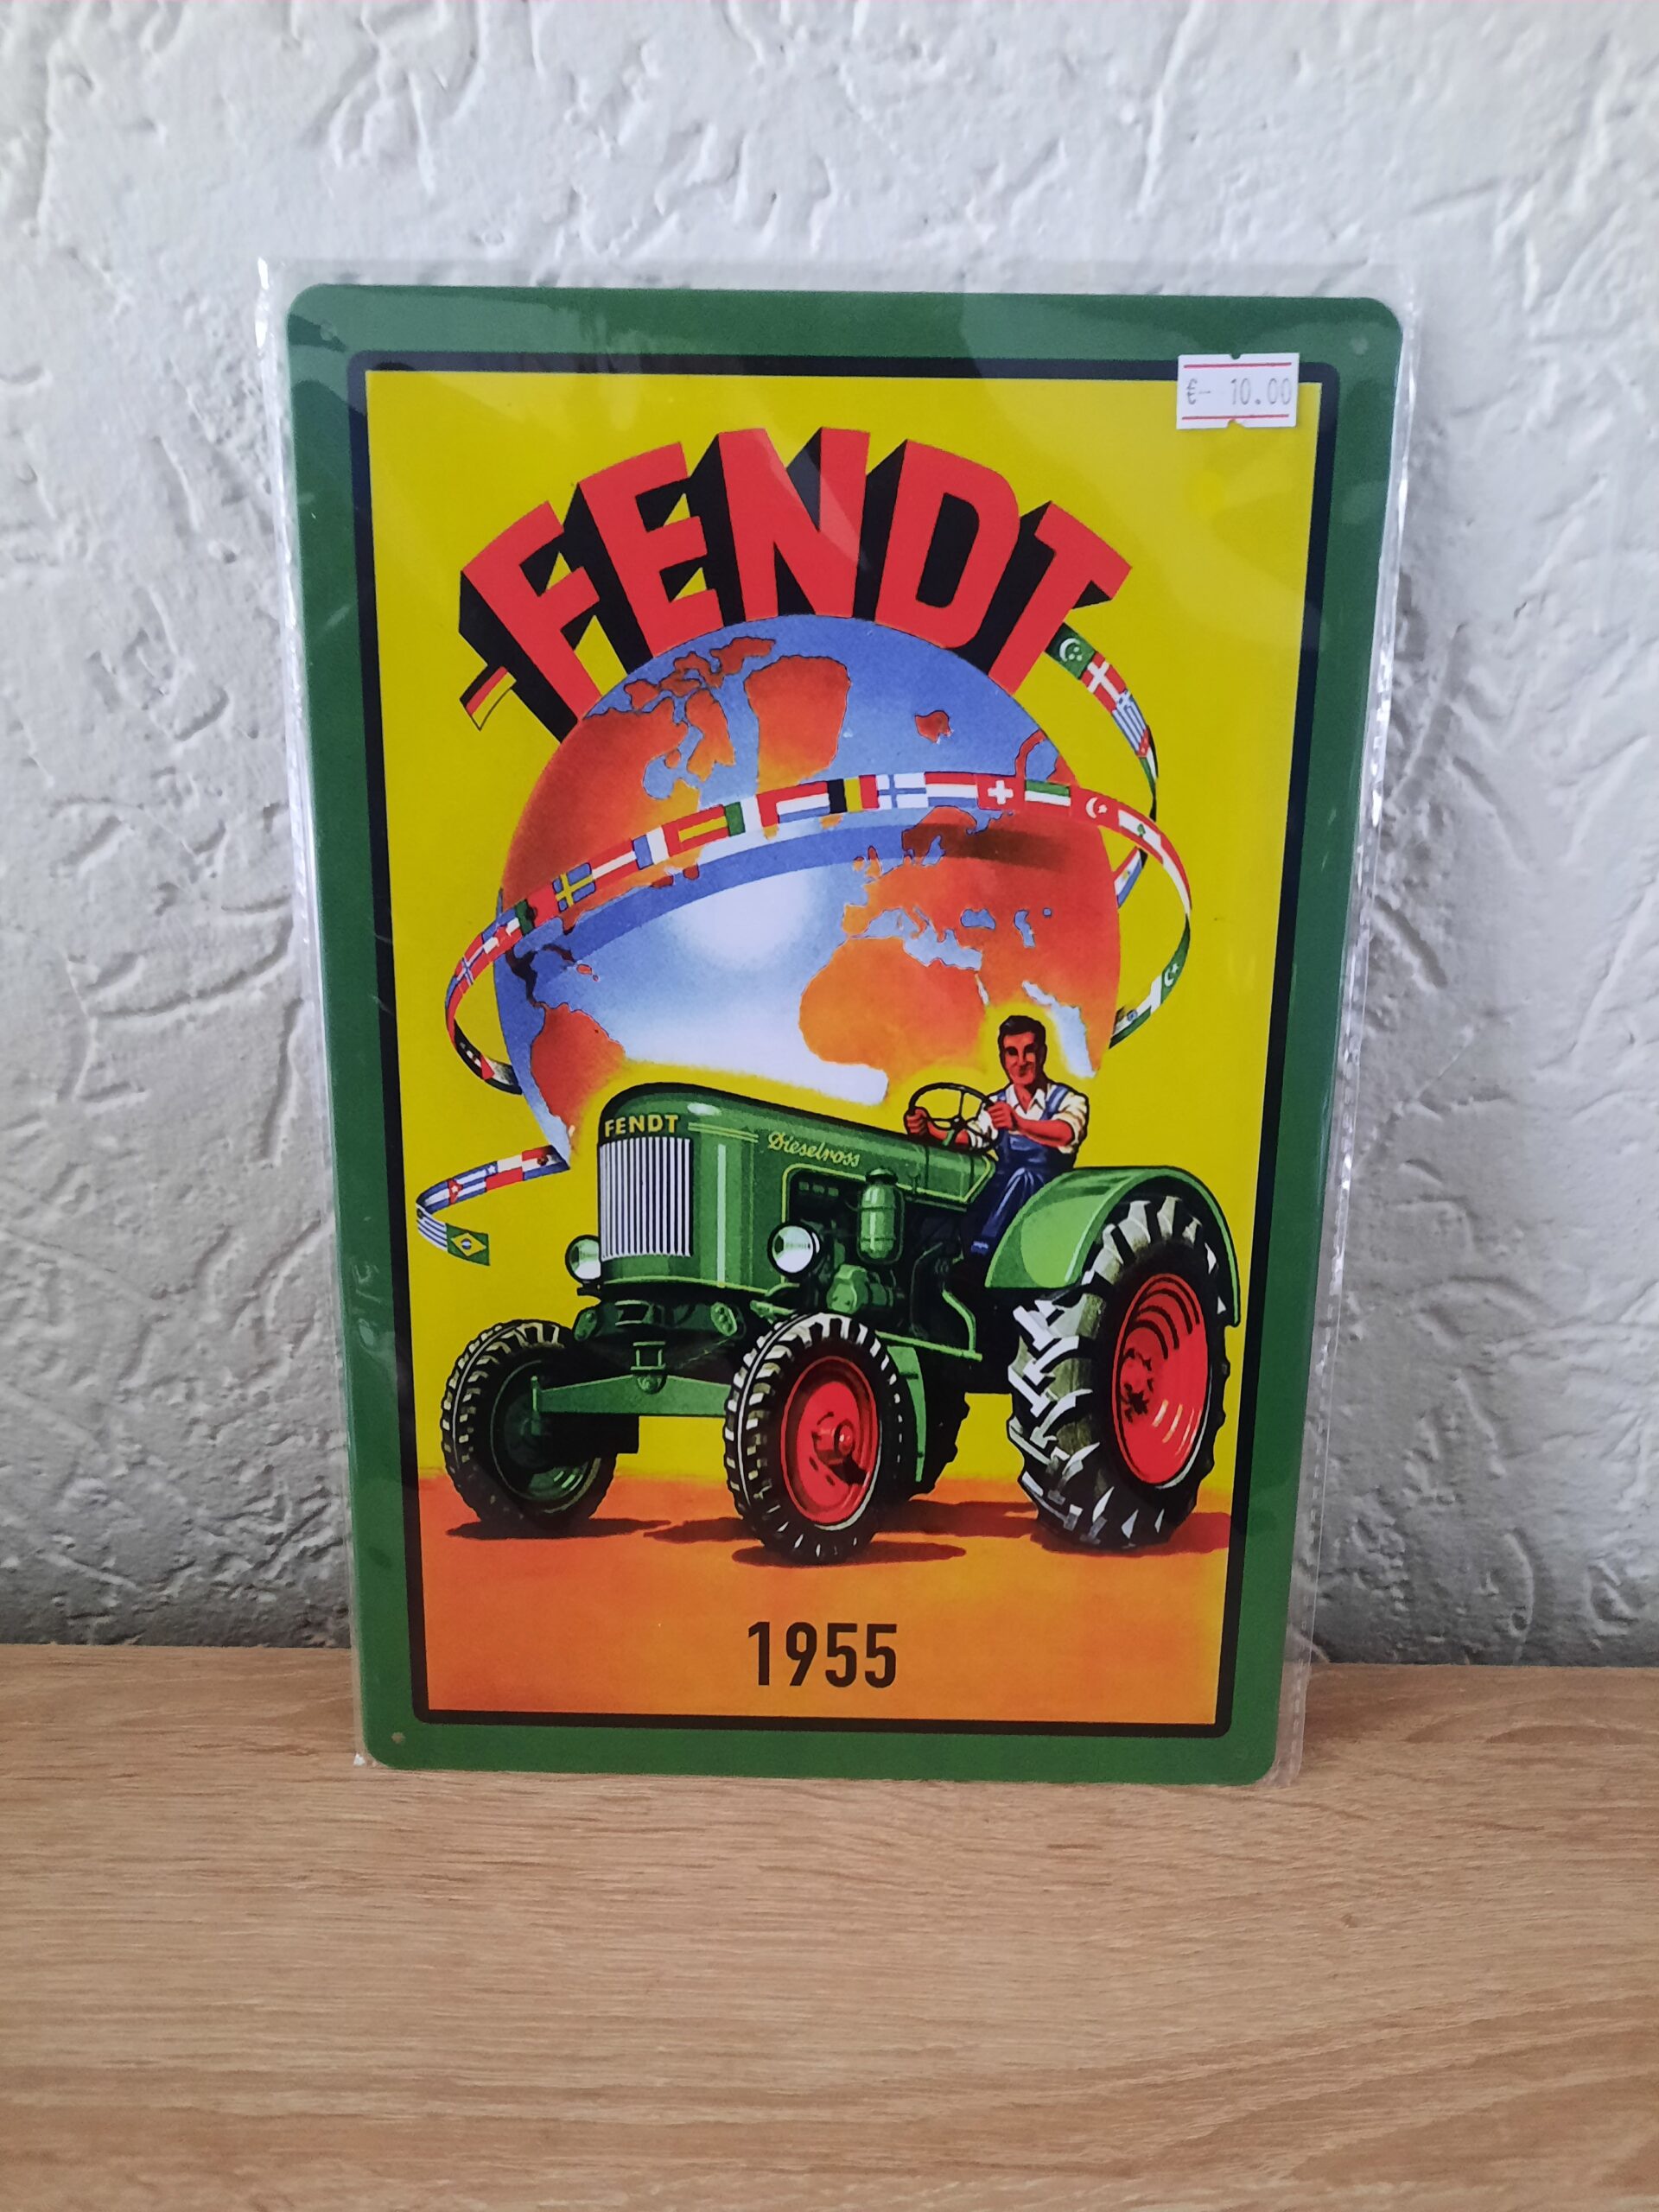 €- 10.00
FENDT
FENDT
Dieselross
1955